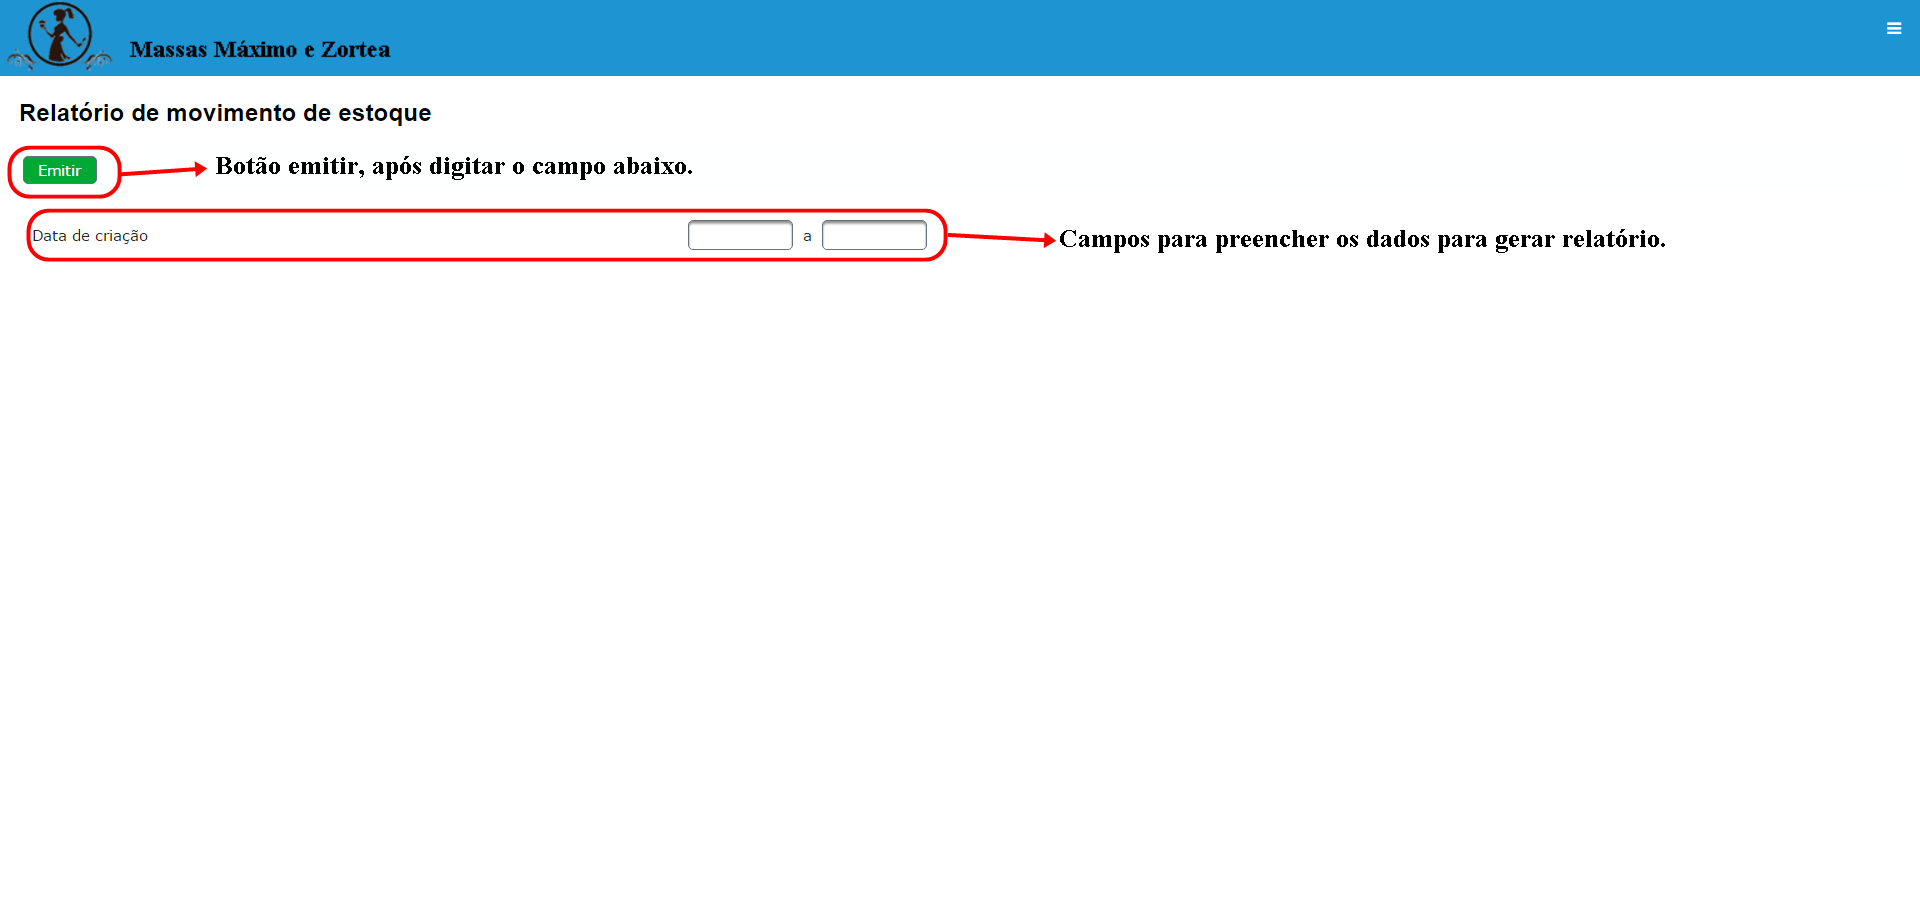 Massas Máximo e Zortea
Relatório de movimento de estoque
Emitir
Botão emitir, após digitar o campo abaixo.
Data de criação a
Campos para preencher os dados para gerar relatório.